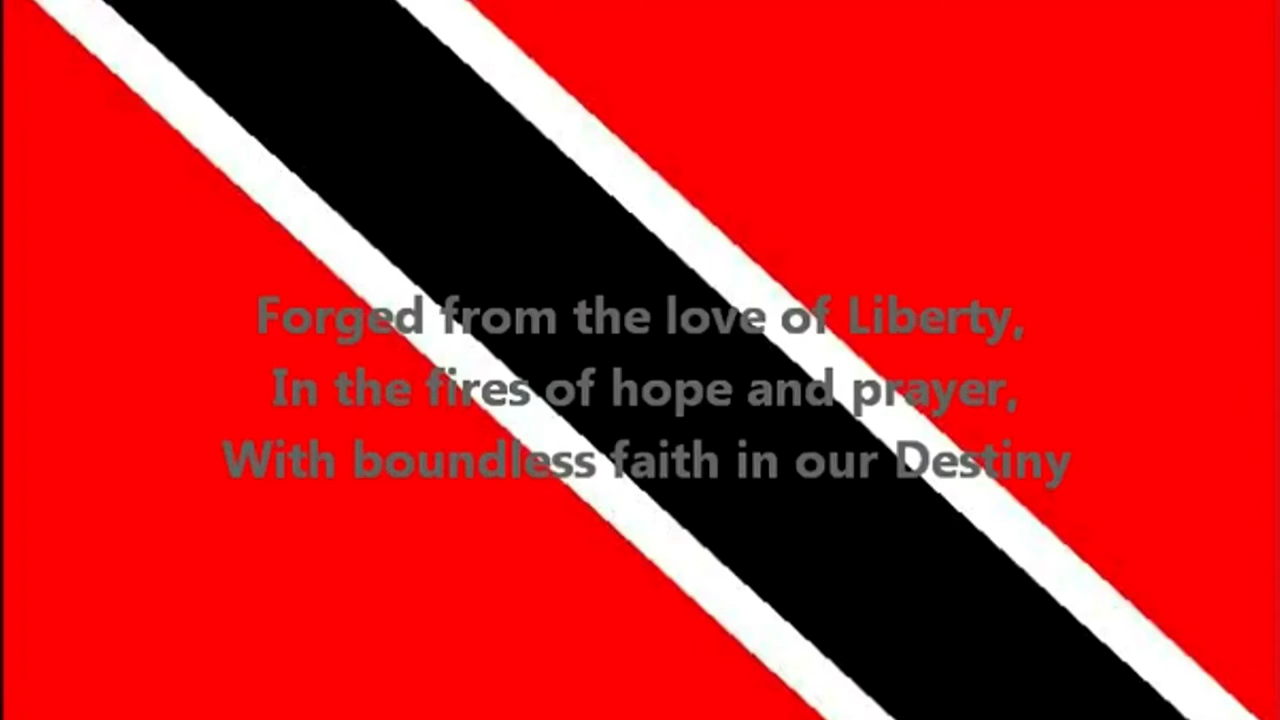 Forged from the love of Liberty,
In the fires of hope and prayer,
With boundless faith in our Destiny